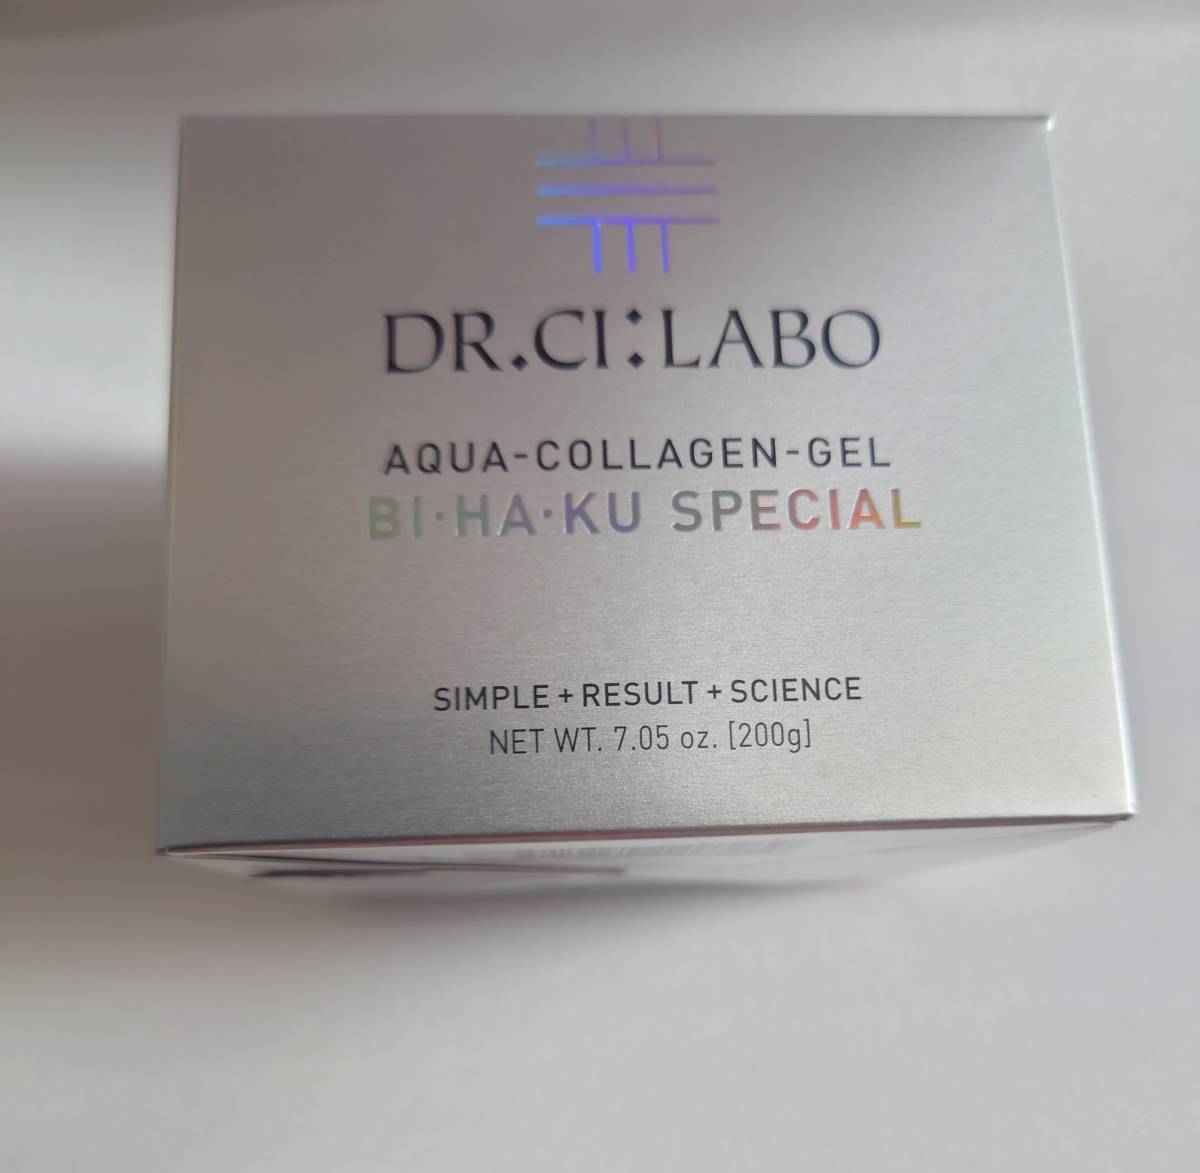 DR.CI:LABO
AQUA-COLLAGEN-GEL
BI·HA·KU SPECIAL
SIMPLE + RESULT + SCIENCE
NET WT. 7.05 oz. [200g]